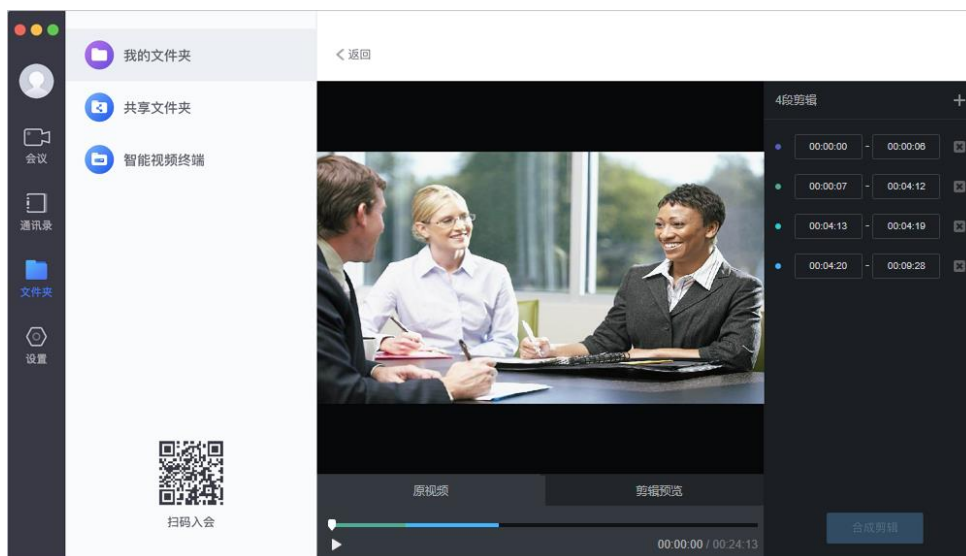 我的文件夹
共享文件夹
智能视频终端
会议
通讯录
文件夹
设置
扫码入会
返回
4段剪辑
00:00:00 - 00:00:06
00:00:07 - 00:04:12
00:04:13 - 00:04:19
00:04:20 - 00:09:28
原视频
剪辑预览
00:00:00 / 00:24:13
合成剪辑